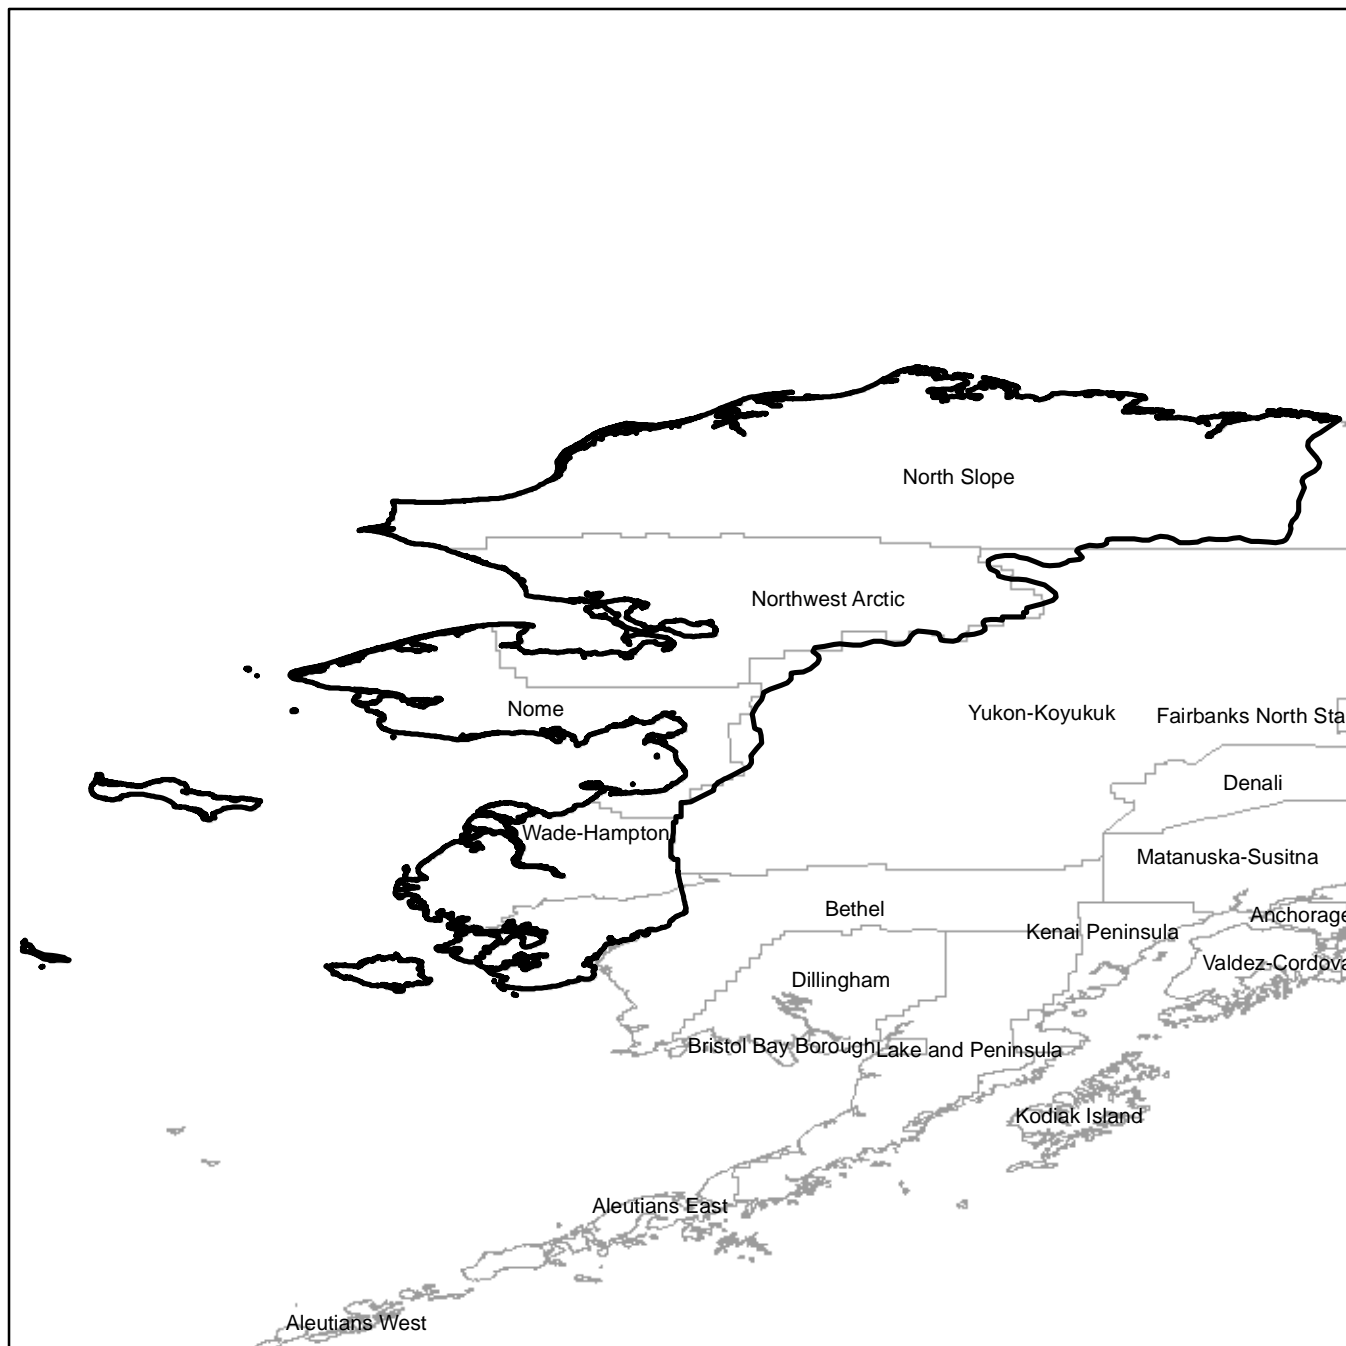 North Slope
Northwest Arctic
Nome
Yukon-Koyukuk
Fairbanks North Sta
Denali
Wade-Hampton
Matanuska-Susitna
Bethel
Anchorage
Kenai Peninsula
Valdez-Cordova
Dillingham
Bristol Bay Borough
Lake and Peninsula
Kodiak Island
Aleutians East
Aleutians West